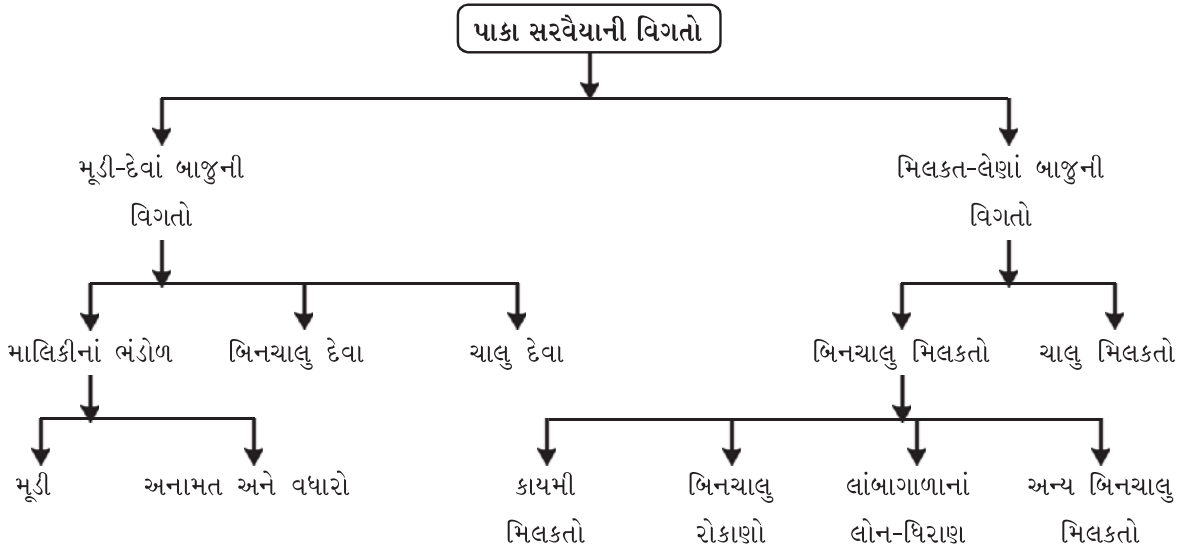 પાકા સરવૈયાની વિગતો
મૂડી-દેવાં બાજુની
વિગતો
મિલકત-લેણાં બાજુની
વિગતો
માલિકીનાં ભંડોળ
બિનચાલુ દેવા
ચાલુ દેવા
બિનચાલુ મિલકતો
ચાલુ મિલકતો
મૂડી
અનામત અને વધારો
કાયમી
મિલકતો
બિનચાલુ
રોકાણો
લાંબાગાળાનાં
લોન-ધિરાણ
અન્ય બિનચાલુ
મિલકતો